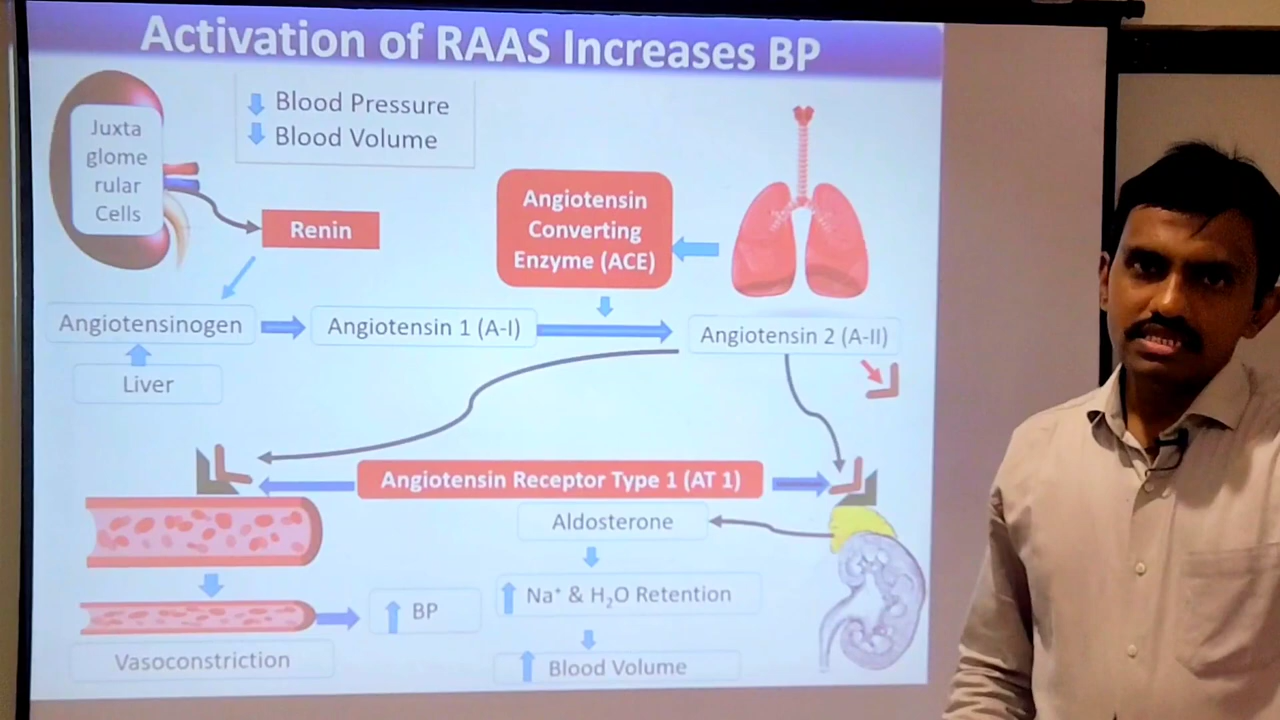 Activation of RAAS Increases BP
Blood Pressure
Blood Volume
Juxta
glome
rular
Cells
Renin
Angiotensin
Converting
Enzyme (ACE)
Angiotensinogen
Angiotensin 1 (A-I)
Angiotensin 2 (A-II)
Liver
Angiotensin Receptor Type 1 (AT 1)
Aldosterone
Na⁺ & H₂O Retention
BP
Vasoconstriction
Blood Volume